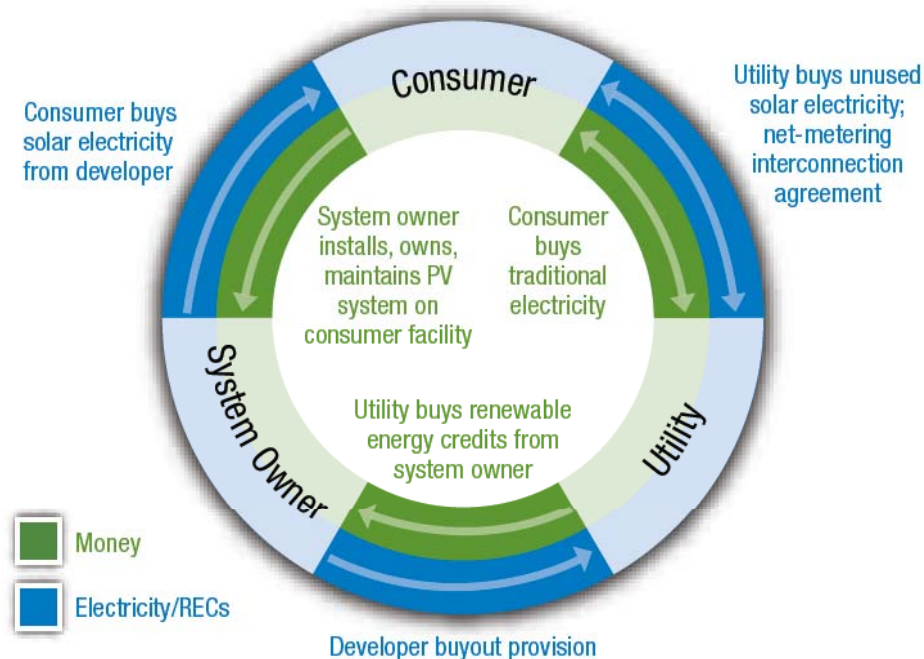 Consumer
Consumer buys
solar electricity
from developer
Utility buys unused
solar electricity;
net-metering
interconnection
agreement
System owner
installs, owns,
maintains PV
system on
consumer facility
Consumer
buys
traditional
electricity
System Owner
Utility
Utility buys renewable
energy credits from
system owner
Money
Electricity/RECs
Developer buyout provision